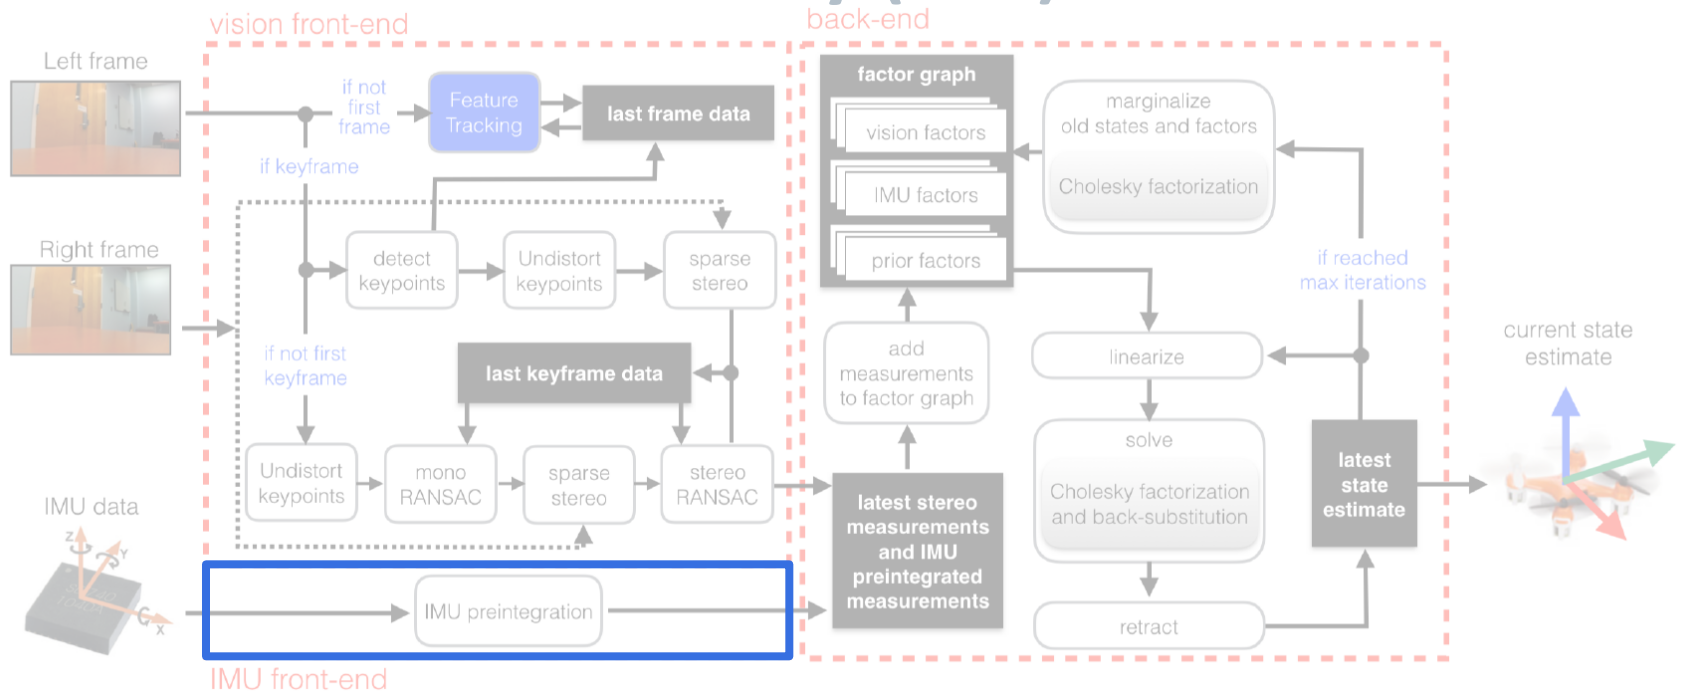 vision front-end
back-end
Left frame
if not
first
frame
Feature
Tracking
last frame data
if keyframe
Right frame
detect
keypoints
Undistort
keypoints
sparse
stereo
if not first
keyframe
last keyframe data
Undistort
keypoints
mono
RANSAC
sparse
stereo
stereo
RANSAC
IMU data
Z
Y
X
IMU preintegration
IMU front-end
factor graph
vision factors
IMU factors
prior factors
marginalize
old states and factors
Cholesky factorization
if reached
max iterations
add
measurements
to factor graph
linearize
solve
Cholesky factorization
and back-substitution
retract
latest stereo
measurements
and IMU
preintegrated
measurements
latest
state
estimate
current state
estimate